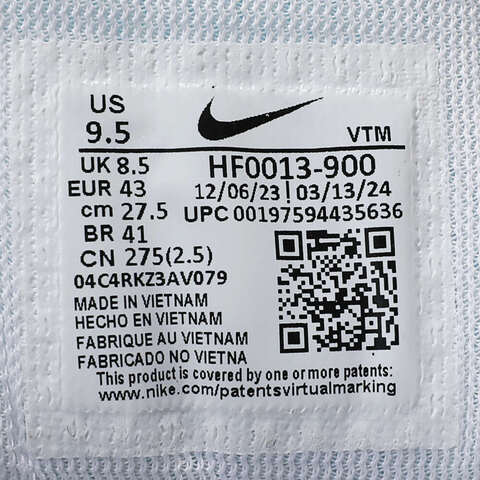 US
9.5
VTM
UK 8.5
HF0013-900
EUR 43
12/06/23 | 03/13/24
cm 27.5
UPC 00197594435636
BR 41
CN 275(2.5)
04C4RKZ3AV079
MADE IN VIETNAM
HECHO EN VIETNAM
FABRIQUE AU VIETNAM
FABRICADO NO VIETNA
This product is covered by one or more patents:
www.nike.com/patentsvirtualmarking